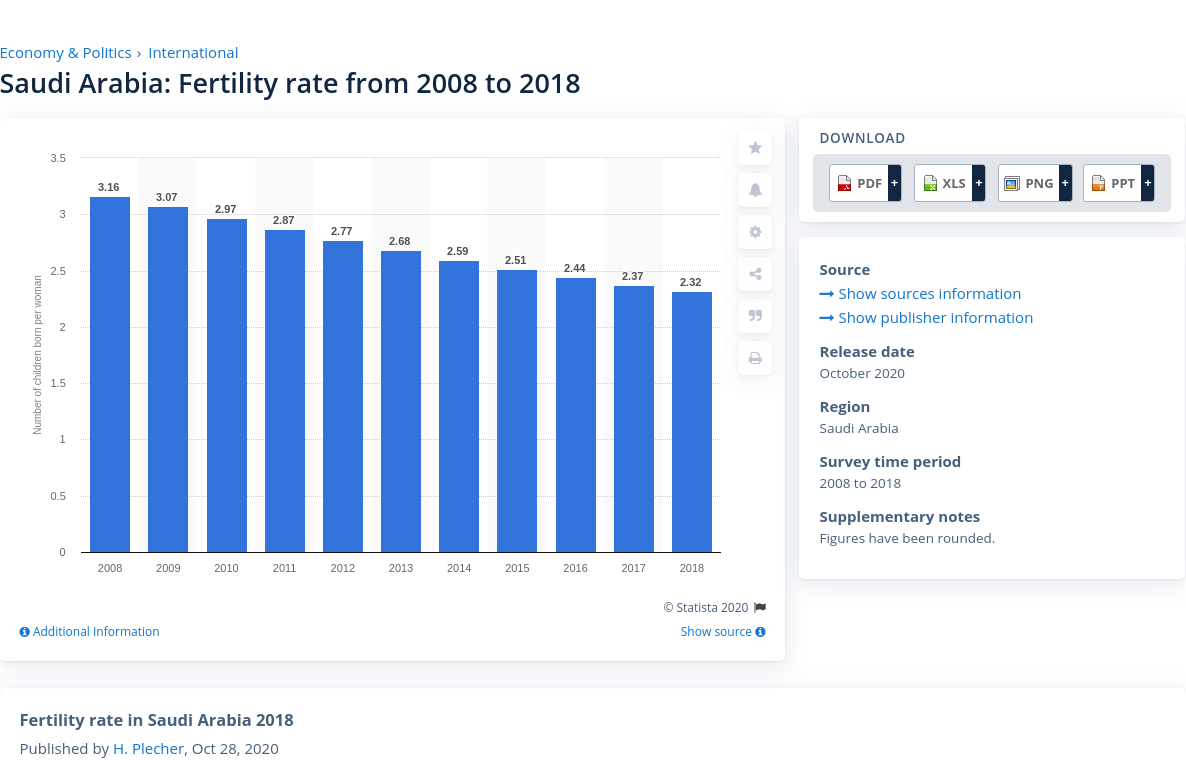 Economy & Politics › International
Saudi Arabia: Fertility rate from 2008 to 2018
Number of children born per woman
3.5
3
2.5
2
1.5
1
0.5
0
3.16
3.07
2.97
2.87
2.77
2.68
2.59
2.51
2.44
2.37
2.32
2008 2009 2010 2011 2012 2013 2014 2015 2016 2017 2018
© Statista 2020
Additional Information
Show source
DOWNLOAD
PDF + XLS + PNG + PPT +
Source
Show sources information
Show publisher information
Release date
October 2020
Region
Saudi Arabia
Survey time period
2008 to 2018
Supplementary notes
Figures have been rounded.
Fertility rate in Saudi Arabia 2018
Published by H. Plecher, Oct 28, 2020